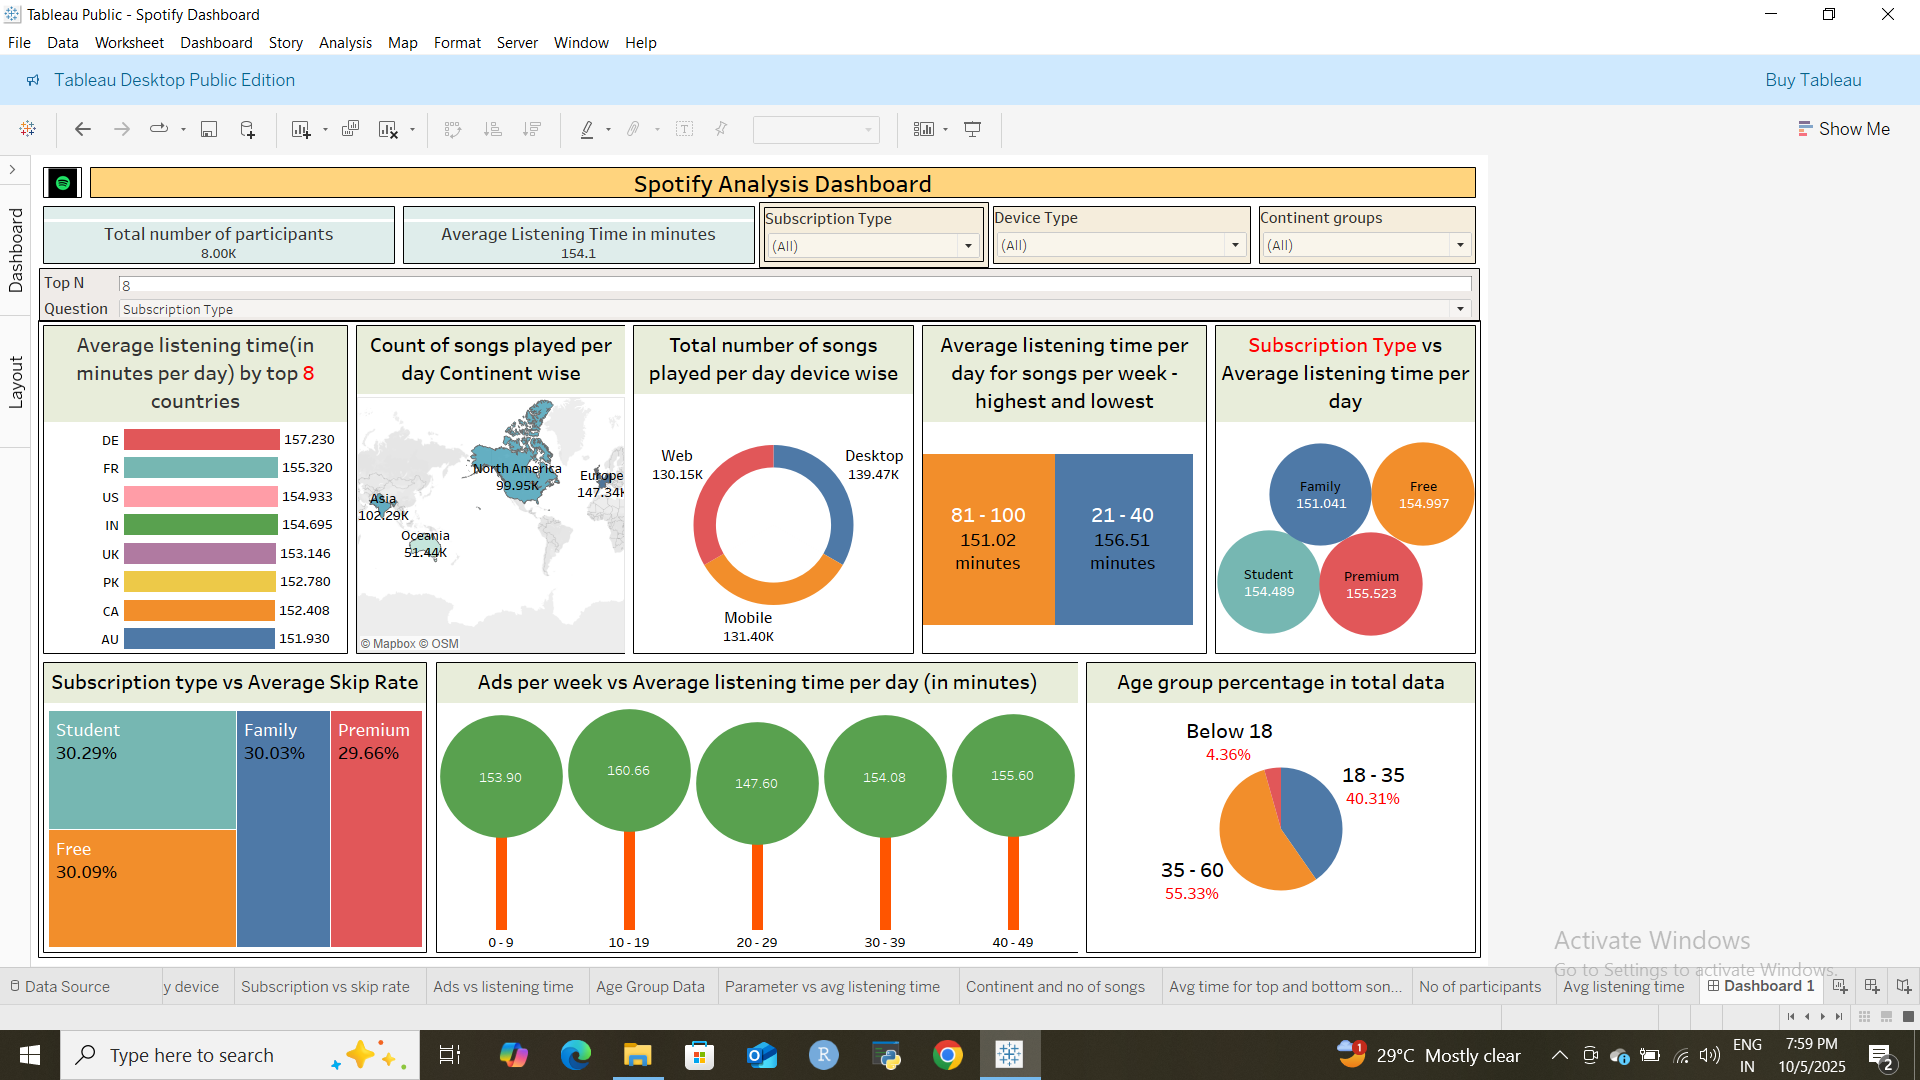 Tableau Public - Spotify Dashboard
File Data Worksheet Dashboard Story Analysis Map Format Server Window Help
Tableau Desktop Public Edition
Buy Tableau
Show Me
Dashboard
Layout
Spotify Analysis Dashboard
Total number of participants
8.00K
Average Listening Time in minutes
154.1
Subscription Type
(All)
Device Type
(All)
Continent groups
(All)
Top N
8
Question
Subscription Type
Average listening time(in
minutes per day) by top 8
countries
DE 157.230
FR 155.320
US 154.933
IN 154.695
UK 153.146
PK 152.780
CA 152.408
AU 151.930
Count of songs played per
day Continent wise
North America
99.95K
Europe
147.34K
Asia
102.29K
Oceania
51.44K
© Mapbox © OSM
Total number of songs
played per day device wise
Web
130.15K
Desktop
139.47K
Mobile
131.40K
Average listening time per
day for songs per week -
highest and lowest
81 - 100
151.02
minutes
21 - 40
156.51
minutes
Subscription Type vs
Average listening time per
day
Family
151.041
Free
154.997
Student
154.489
Premium
155.523
Subscription type vs Average Skip Rate
Student
30.29%
Free
30.09%
Family
30.03%
Premium
29.66%
Ads per week vs Average listening time per day (in minutes)
153.90 160.66 147.60 154.08 155.60
0 - 9 10 - 19 20 - 29 30 - 39 40 - 49
Age group percentage in total data
Below 18
4.36%
18 - 35
40.31%
35 - 60
55.33%
Activate Windows
Go to Settings to activate Windows.
Data Source
y device
Subscription vs skip rate
Ads vs listening time
Age Group Data
Parameter vs avg listening time
Continent and no of songs
Avg time for top and bottom son...
No of participants
Avg listening time
Dashboard 1
Type here to search
R
1
29°C Mostly clear
ENG
IN
7:59 PM
10/5/2025
2